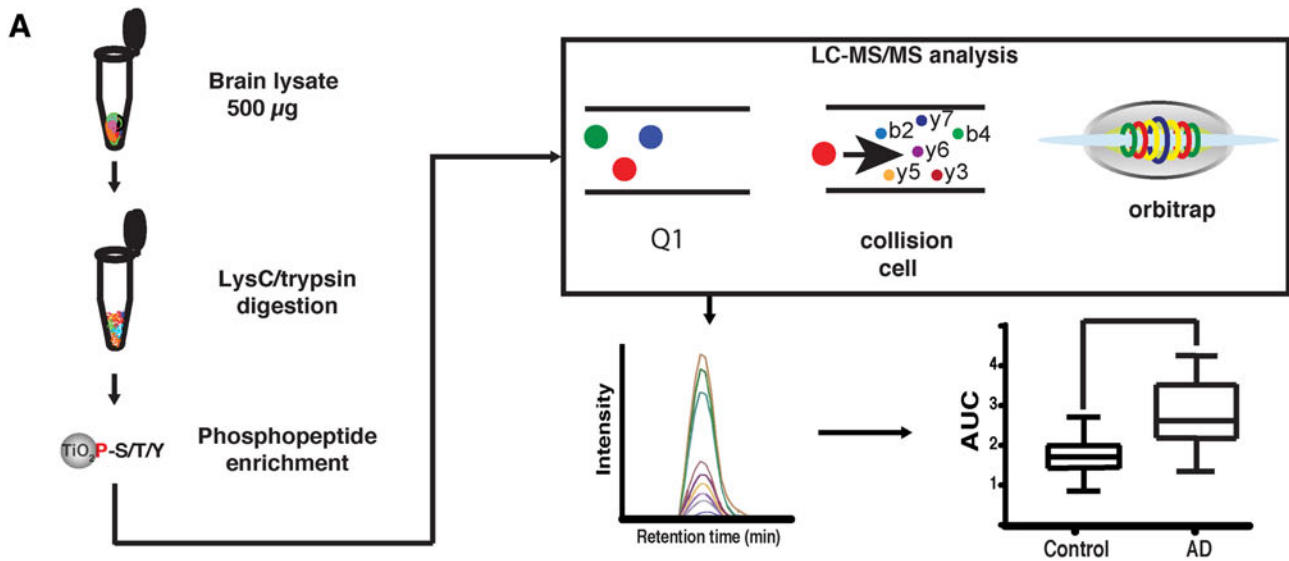 A
Brain lysate
500 µg
LysC/trypsin
digestion
TiO2P-S/T/Y
Phosphopeptide
enrichment
LC-MS/MS analysis
Q1
y7
b2
b4
y6
y5
y3
collision
cell
orbitrap
Intensity
Retention time (min)
AUC
4
3
2
1
Control
AD